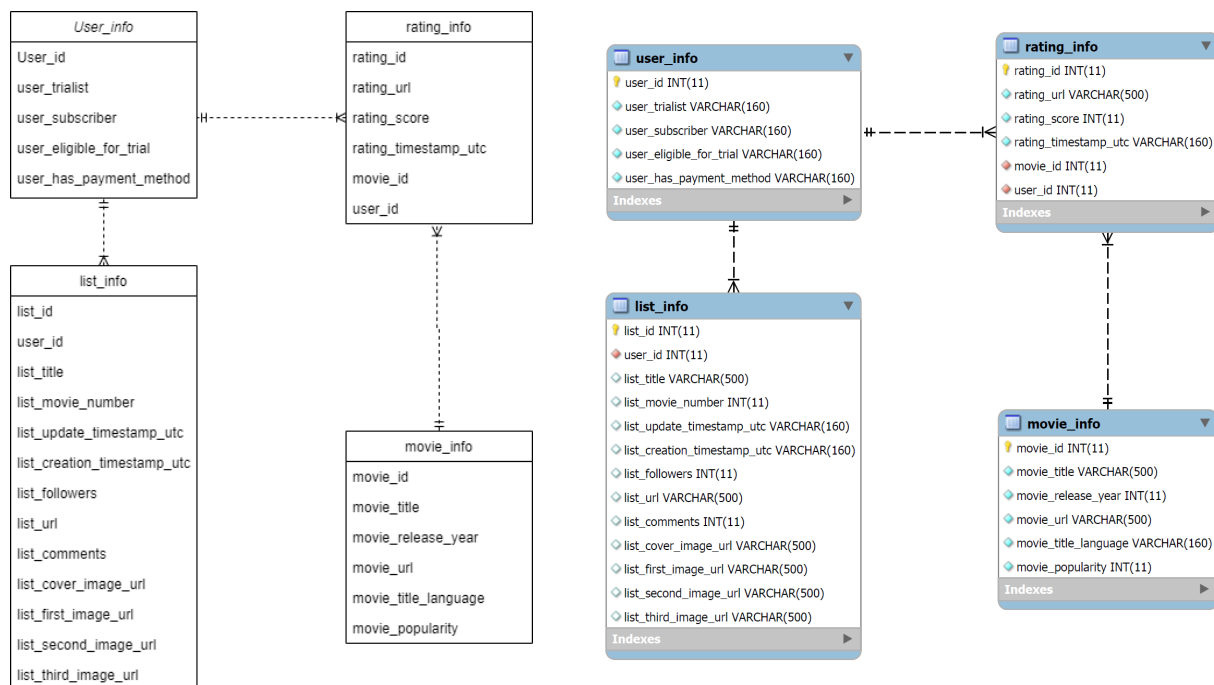 User_info
User_id
user_trialist
user_subscriber
user_eligible_for_trial
user_has_payment_method
rating_info
rating_id
rating_url
rating_score
rating_timestamp_utc
movie_id
user_id
list_info
list_id
user_id
list_title
list_movie_number
list_update_timestamp_utc
list_creation_timestamp_utc
list_followers
list_url
list_comments
list_cover_image_url
list_first_image_url
list_second_image_url
list_third_image_url
movie_info
movie_id
movie_title
movie_release_year
movie_url
movie_title_language
movie_popularity
user_info
user_id INT(11)
user_trialist VARCHAR(160)
user_subscriber VARCHAR(160)
user_eligible_for_trial VARCHAR(160)
user_has_payment_method VARCHAR(160)
Indexes
rating_info
rating_id INT(11)
rating_url VARCHAR(500)
rating_score INT(11)
rating_timestamp_utc VARCHAR(160)
movie_id INT(11)
user_id INT(11)
Indexes
list_info
list_id INT(11)
user_id INT(11)
list_title VARCHAR(500)
list_movie_number INT(11)
list_update_timestamp_utc VARCHAR(160)
list_creation_timestamp_utc VARCHAR(160)
list_followers INT(11)
list_url VARCHAR(500)
list_comments INT(11)
list_cover_image_url VARCHAR(500)
list_first_image_url VARCHAR(500)
list_second_image_url VARCHAR(500)
list_third_image_url VARCHAR(500)
Indexes
movie_info
movie_id INT(11)
movie_title VARCHAR(500)
movie_release_year INT(11)
movie_url VARCHAR(500)
movie_title_language VARCHAR(160)
movie_popularity INT(11)
Indexes